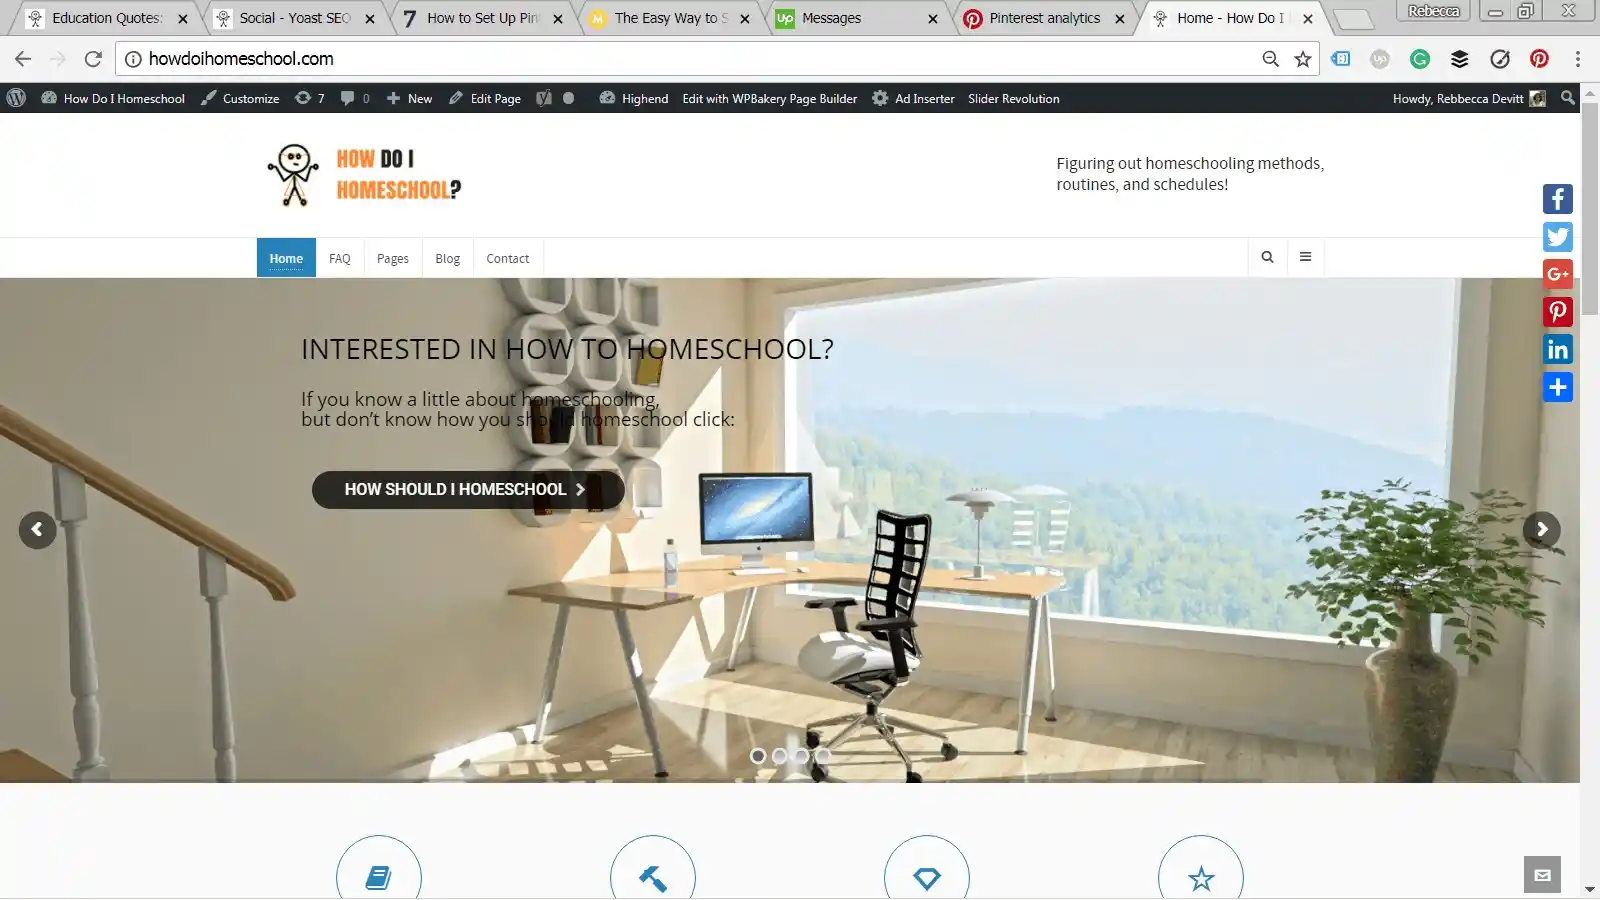 Education Quotes:
Social - Yoast SEO
How to Set Up Pin
The Easy Way to S
Messages
Pinterest analytics
Home - How Do I
Rebecca
howdoihomeschool.com
How Do I Homeschool
Customize
7
0
New
Edit Page
Highend
Edit with WPBakery Page Builder
Ad Inserter
Slider Revolution
Howdy, Rebbecca Devitt
HOW DO I
HOMESCHOOL?
Figuring out homeschooling methods,
routines, and schedules!
Home
FAQ
Pages
Blog
Contact
INTERESTED IN HOW TO HOMESCHOOL?
If you know a little about homeschooling,
but don't know how you should homeschool click:
HOW SHOULD I HOMESCHOOL